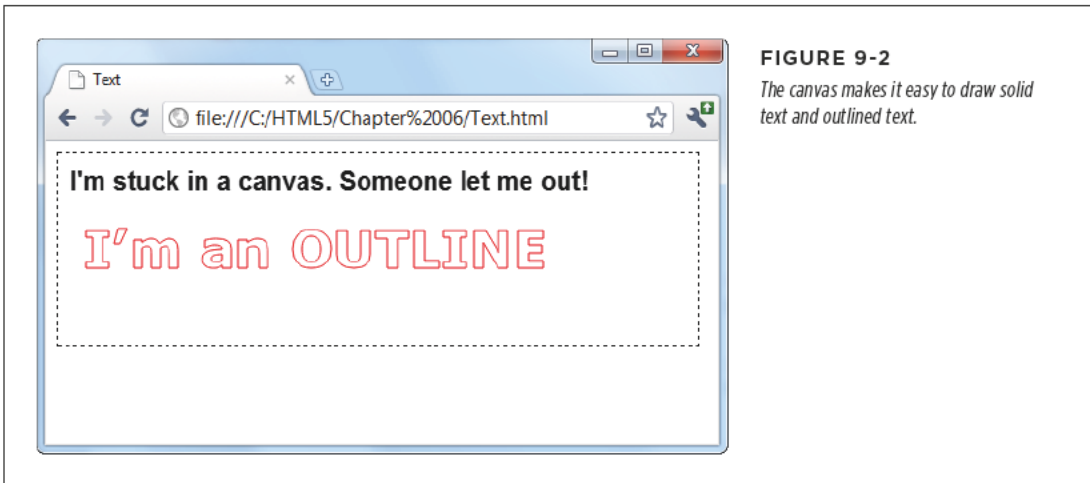 Text
file:///C:/HTML5/Chapter%2006/Text.html
I'm stuck in a canvas. Someone let me out!
I'm an OUTLINE
FIGURE 9-2
The canvas makes it easy to draw solid
text and outlined text.